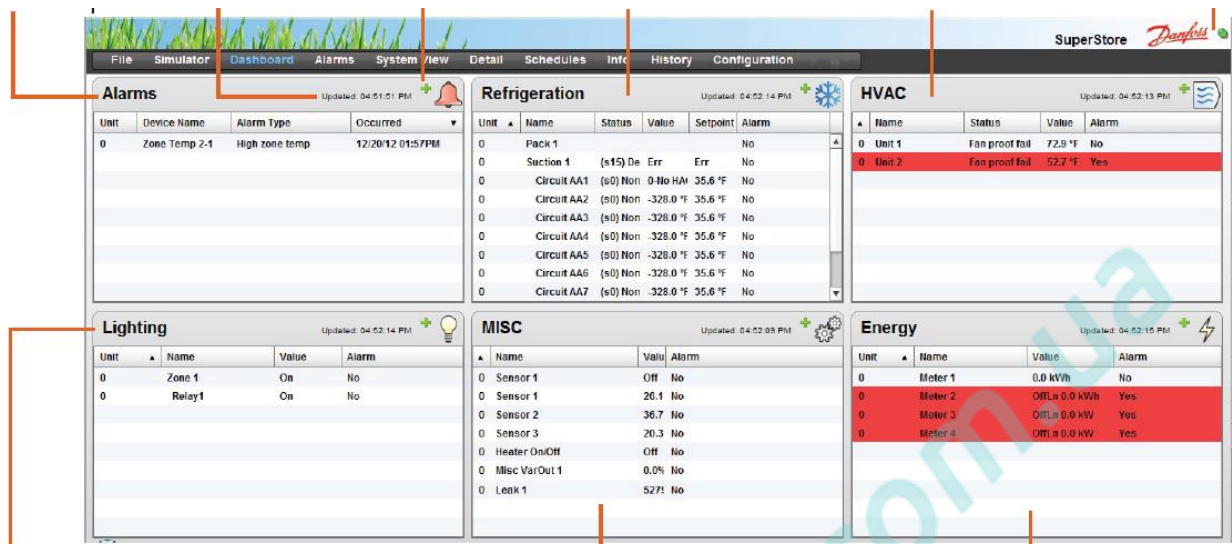 SuperStore Danfoss
File Simulator Dashboard Alarms System View Detail Schedules Info History Configuration
Alarms Updated: 04:51:51 PM
Unit Device Name Alarm Type Occurred
0 Zone Temp 2-1 High zone temp 12/20/12 01:57PM
Refrigeration Updated: 04:52:14 PM
Unit Name Status Value Setpoint Alarm
0 Pack 1 No
0 Suction 1 (s15) De Err Err No
0 Circuit AA1 (s0) Non 0-No HA 35.6 °F No
0 Circuit AA2 (s0) Non -328.0 °F 35.6 °F No
0 Circuit AA3 (s0) Non -328.0 °F 35.6 °F No
0 Circuit AA4 (s0) Non -328.0 °F 35.6 °F No
0 Circuit AA5 (s0) Non -328.0 °F 35.6 °F No
0 Circuit AA6 (s0) Non -328.0 °F 35.6 °F No
0 Circuit AA7 (s0) Non -328.0 °F 35.6 °F No
HVAC Updated: 04:52:13 PM
Name Status Value Alarm
0 Unit 1 Fan proof fail 72.9 °F No
0 Unit 2 Fan proof fail 52.7 °F Yes
Lighting Updated: 04:52:14 PM
Unit Name Value Alarm
0 Zone 1 On No
0 Relay1 On No
MISC Updated: 04:52:09 PM
Name Valu Alarm
0 Sensor 1 Off No
0 Sensor 1 26.1 No
0 Sensor 2 36.7 No
0 Sensor 3 20.3 No
0 Heater On/Off Off No
0 Misc VarOut 1 0.0% No
0 Leak 1 527! No
Energy Updated: 04:52:15 PM
Unit Name Value Alarm
0 Meter 1 0.0 kWh No
0 Meter 2 OffLn 0.0 kWh Yes
0 Meter 3 OffLn 0.0 kW Yes
0 Meter 4 OffLn 0.0 kW Yes
com.ua